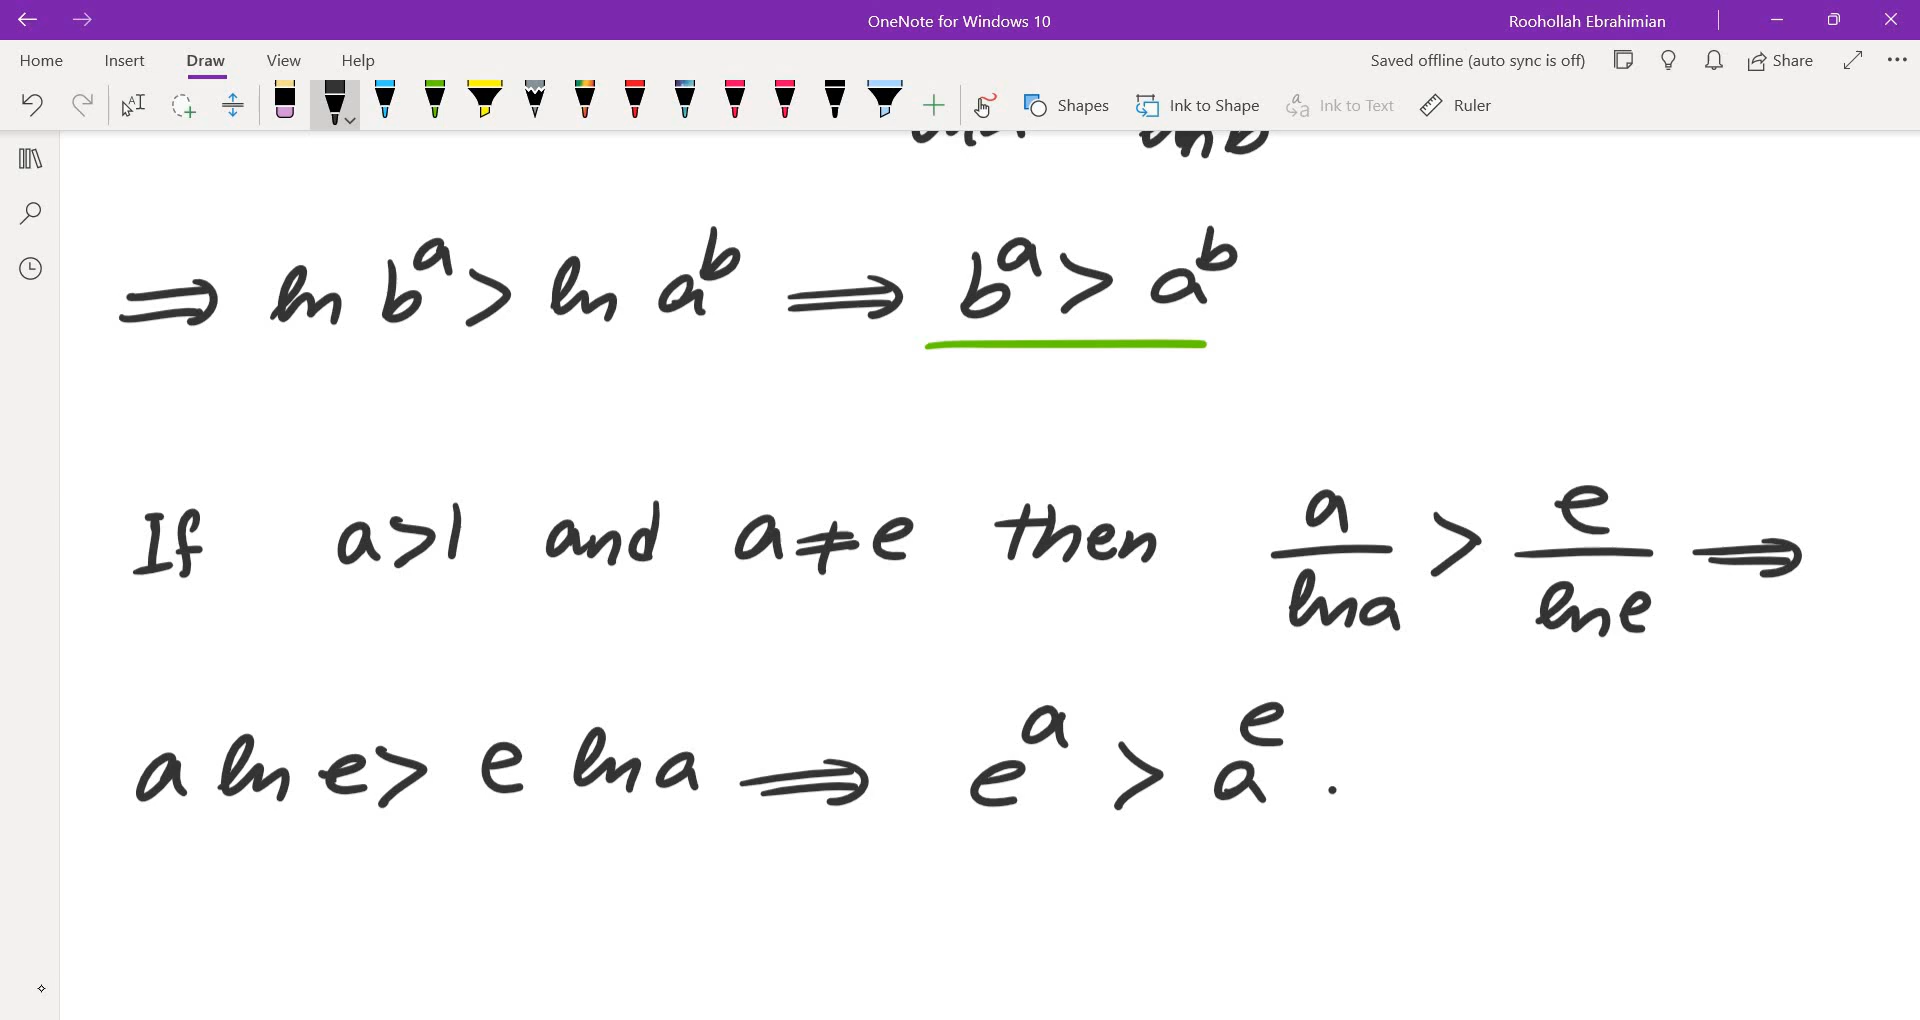 OneNote for Windows 10
Roohollah Ebrahimian
Home Insert Draw View Help
Saved offline (auto sync is off) Share
Shapes Ink to Shape Ink to Text Ruler
⟹ ln b^a > ln a^b ⟹ b^a > a^b
If a>1 and a≠e then a/ln a > e/ln e ⟹
a ln e > e ln a ⟹ e^a > a^e .